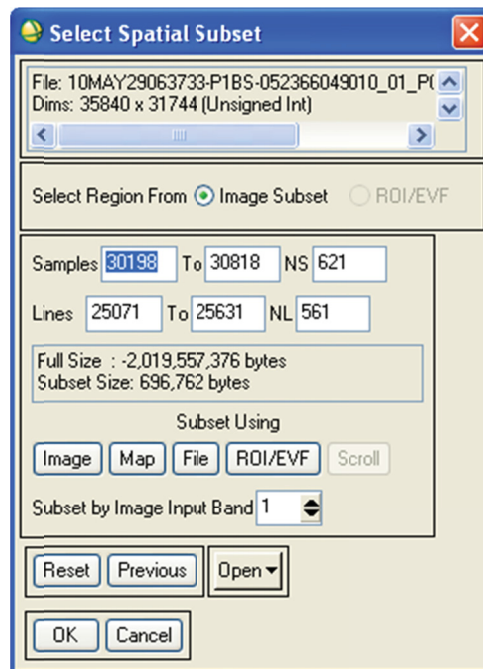 Select Spatial Subset
File: 10MAY29063733-P1BS-052366049010_01_P(
Dims: 35840 x 31744 (Unsigned Int)
Select Region From Image Subset ROI/EVF
Samples 30198 To 30818 NS 621
Lines 25071 To 25631 NL 561
Full Size : -2,019,557,376 bytes
Subset Size: 696,762 bytes
Subset Using
Image Map File ROI/EVF Scroll
Subset by Image Input Band 1
Reset Previous Open
OK Cancel